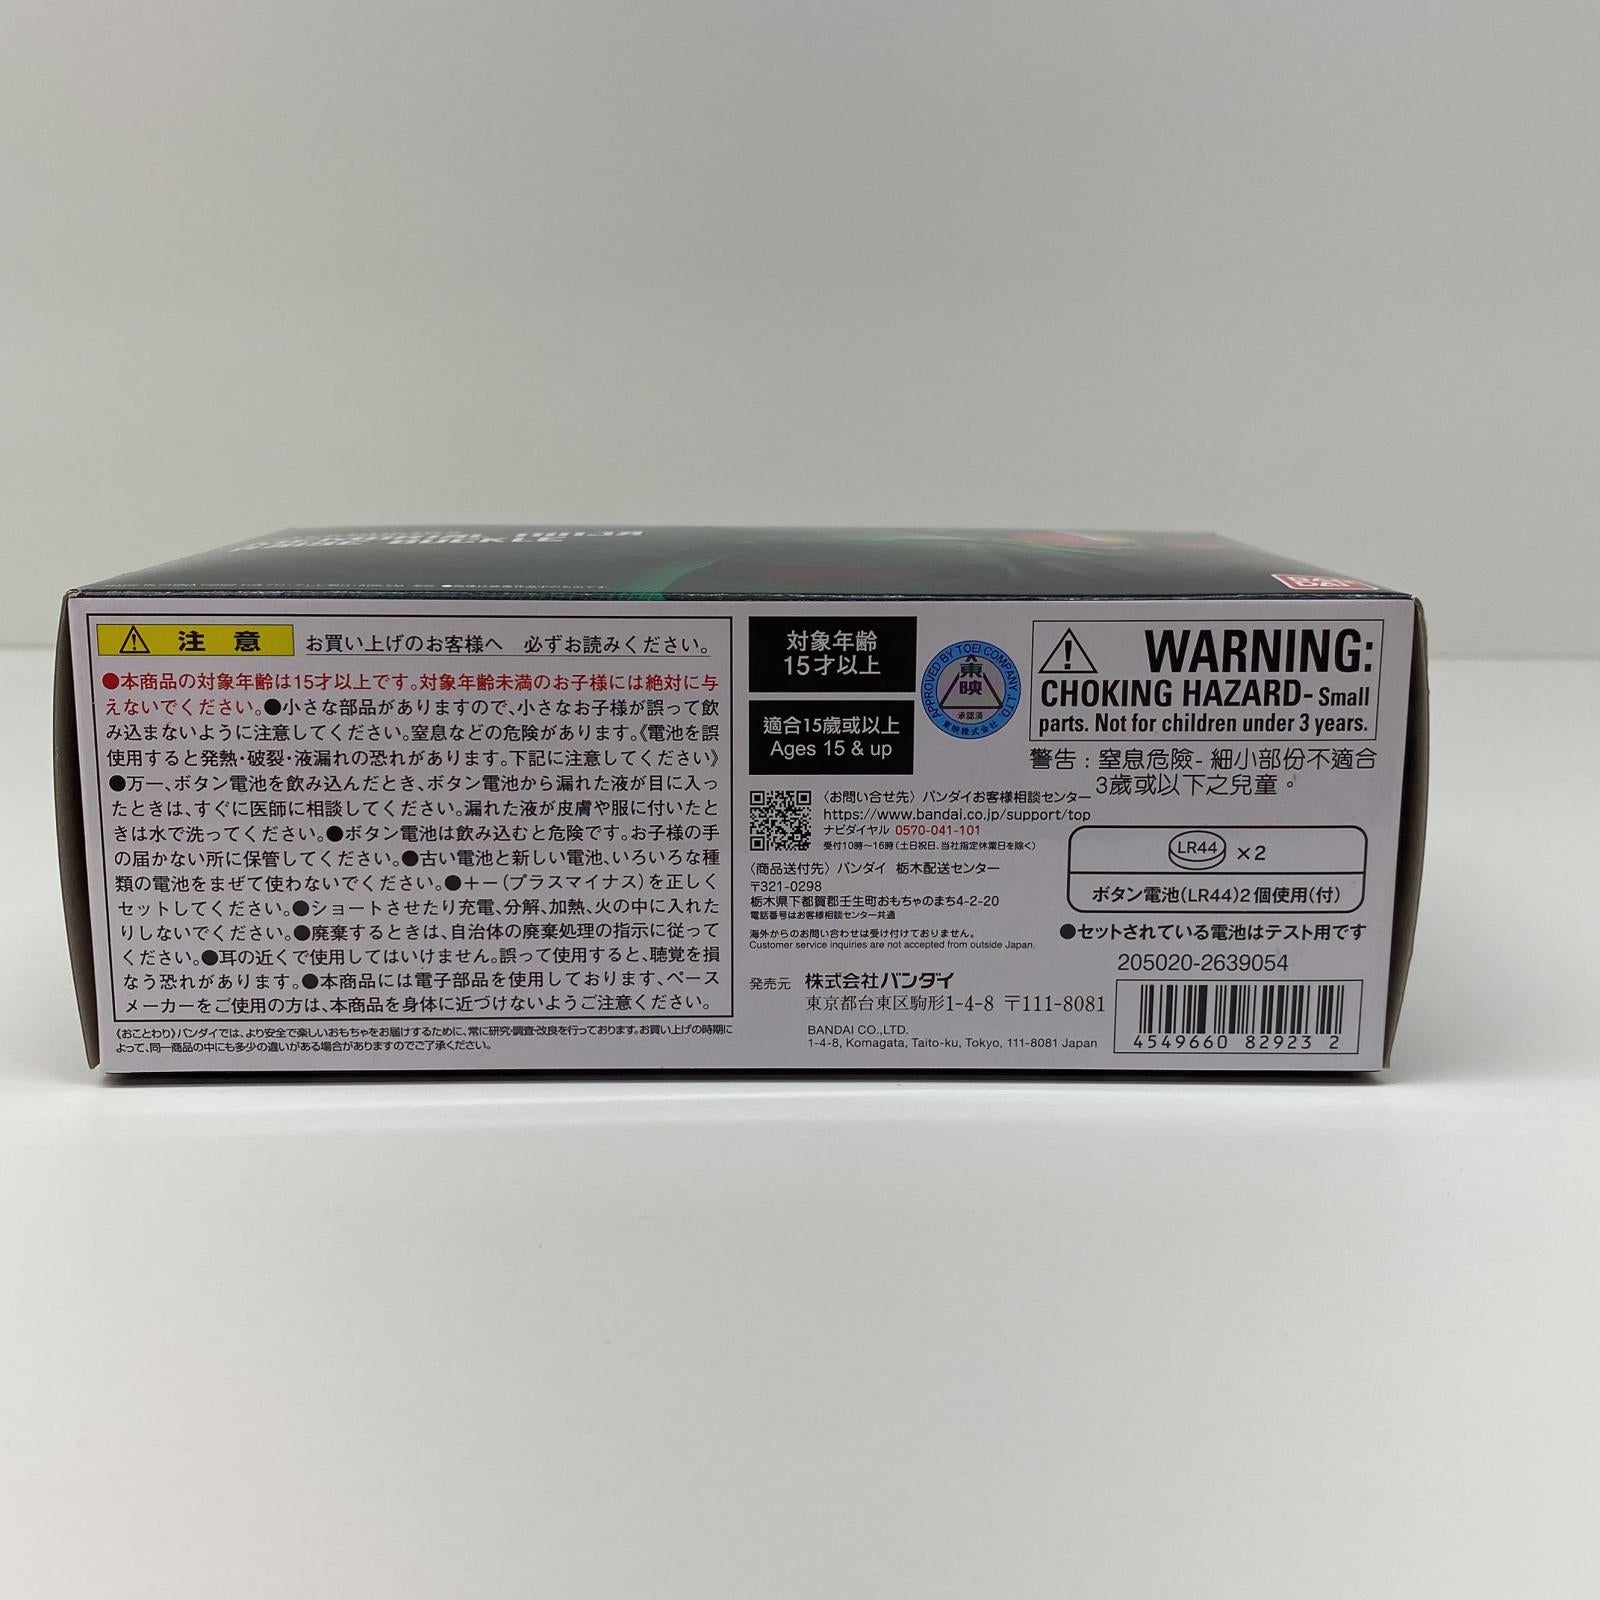 NINJA
BUCKLE
MADE IN CHINA
BAN
DAI
注意 お買い上げのお客様へ 必ずお読みください。
●本商品の対象年齢は15才以上です。対象年齢未満のお子様には絶対に与
えないでください。●小さな部品がありますので、小さなお子様が誤って飲
み込まないように注意してください。窒息などの危険があります。《電池を誤
使用すると発熱・破裂・液漏れの恐れがあります。下記に注意してください》
●万一、ボタン電池を飲み込んだとき、ボタン電池から漏れた液が目に入っ
たときは、すぐに医師に相談してください。漏れた液が皮膚や服に付いたと
きは水で洗ってください。●ボタン電池は飲み込むと危険です。お子様の手
の届かない所に保管してください。●古い電池と新しい電池、いろいろな種
類の電池をまぜて使わないでください。●＋−(プラスマイナス)を正しく
セットしてください。●ショートさせたり充電、分解、加熱、火の中に入れた
りしないでください。●廃棄するときは、自治体の廃棄処理の指示に従って
ください。●耳の近くで使用してはいけません。誤って使用すると、聴覚を損
なう恐れがあります。●本商品には電子部品を使用しております、ペース
メーカーをご使用の方は、本商品を身体に近づけないようご注意ください。
《おことわり》バンダイでは、より安全で楽しいおもちゃをお届けするために、常に研究・調査・改良を行っております。お買い上げの時期に
よって、同一商品の中にも多少の違いがある場合がありますのでご了承ください。
対象年齢
15才以上
適合15歲或以上
Ages 15 & up
APPROVED BY TOEI COMPANY, LTD.
東映
承認済
東映株式会社
WARNING:
CHOKING HAZARD- Small
parts. Not for children under 3 years.
警告：窒息危險- 細小部份不適合
3歲或以下之兒童。
〈お問い合せ先〉バンダイお客様相談センター
https://www.bandai.co.jp/support/top
ナビダイヤル 0570-041-101
受付10時〜16時(土日祝日、当社指定休業日を除く)
〈商品送付先〉バンダイ 栃木配送センター
〒321-0298
栃木県下都賀郡壬生町おもちゃのまち4-2-20
電話番号はお客様相談センター共通
海外からのお問い合わせは受け付けておりません。
Customer service inquiries are not accepted from outside Japan.
発売元 株式会社バンダイ
東京都台東区駒形1-4-8 〒111-8081
BANDAI CO.,LTD.
1-4-8, Komagata, Taito-ku, Tokyo, 111-8081 Japan
LR44 ×2
ボタン電池(LR44)2個使用(付)
●セットされている電池はテスト用です
205020-2639054
4549660 82923 2